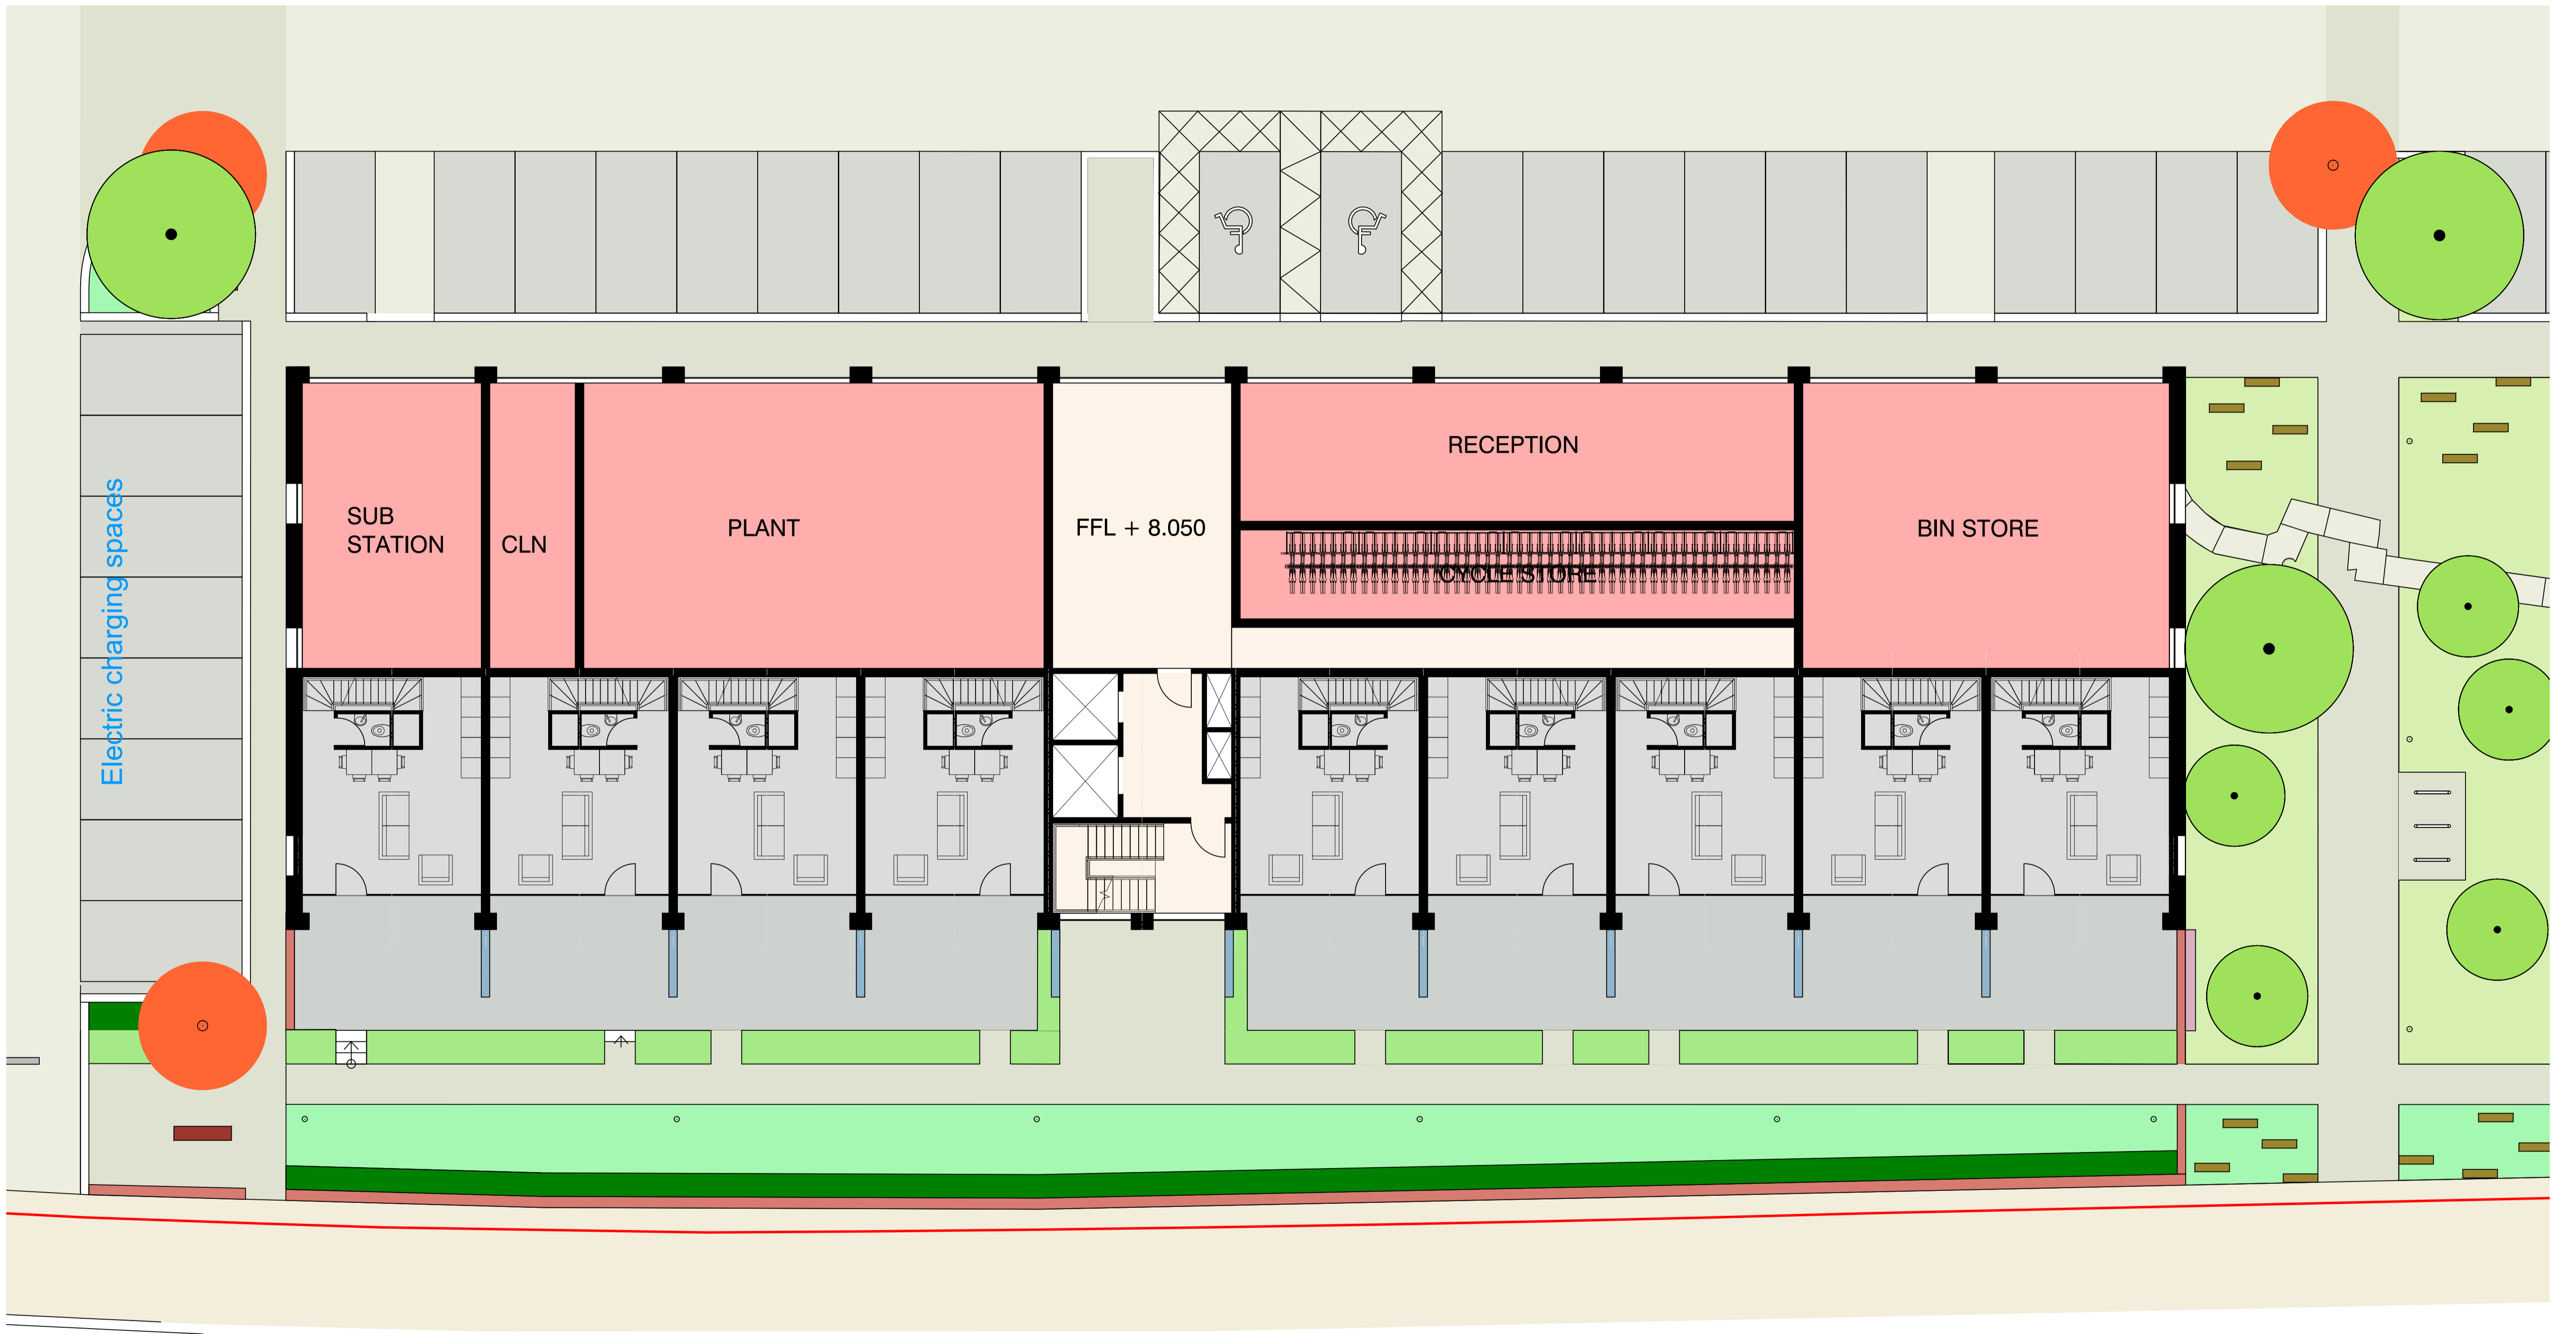 RECEPTION
SUB
STATION
CLN
PLANT
FFL + 8.050
BIN STORE
CYCLE STORE
Electric charging spaces